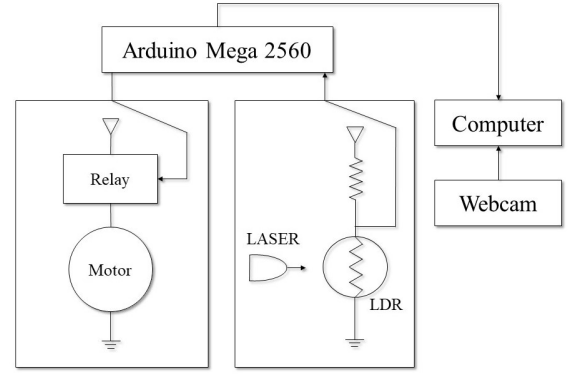 Arduino Mega 2560
Computer
Relay
Webcam
LASER
Motor
LDR